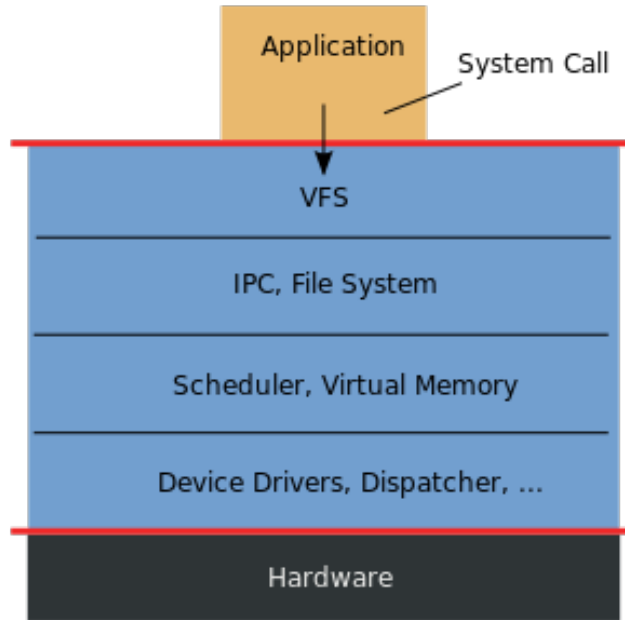 Application
System Call
VFS
IPC, File System
Scheduler, Virtual Memory
Device Drivers, Dispatcher, ...
Hardware